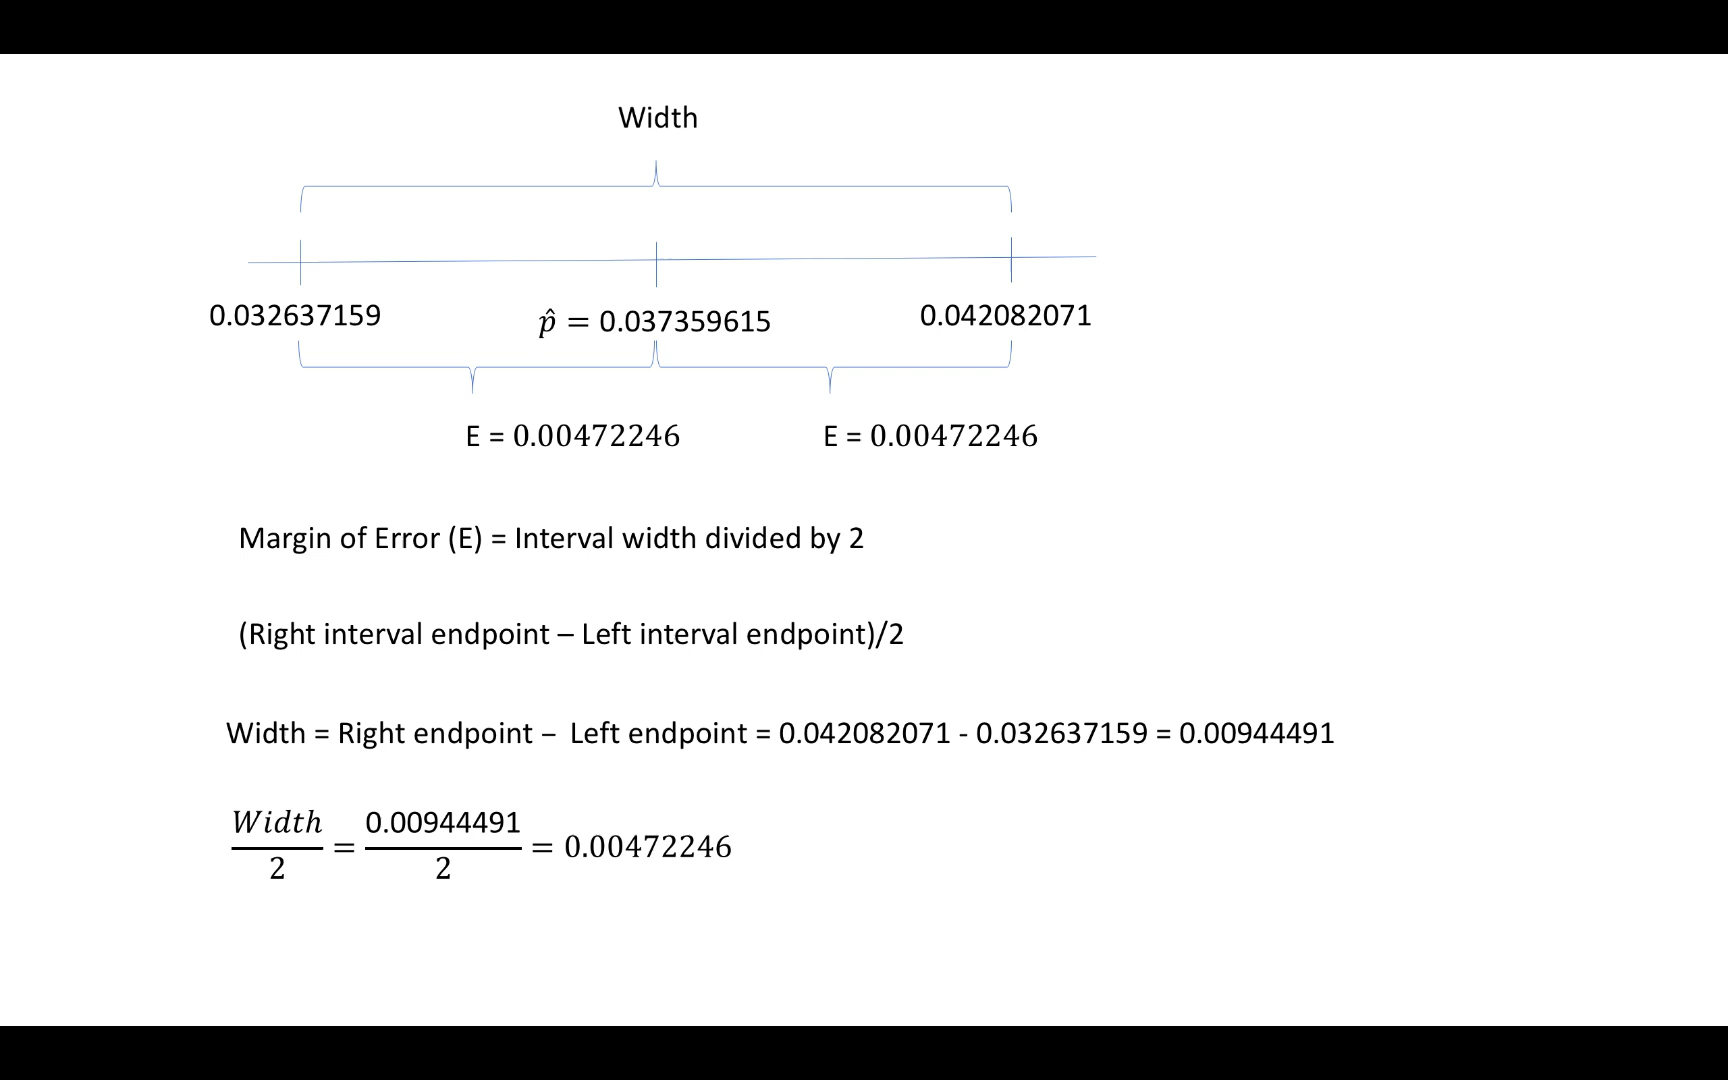 Width
0.032637159
p̂ = 0.037359615
0.042082071
E = 0.00472246
E = 0.00472246
Margin of Error (E) = Interval width divided by 2
(Right interval endpoint – Left interval endpoint)/2
Width = Right endpoint − Left endpoint = 0.042082071 - 0.032637159 = 0.00944491
Width/2 = 0.00944491/2 = 0.00472246